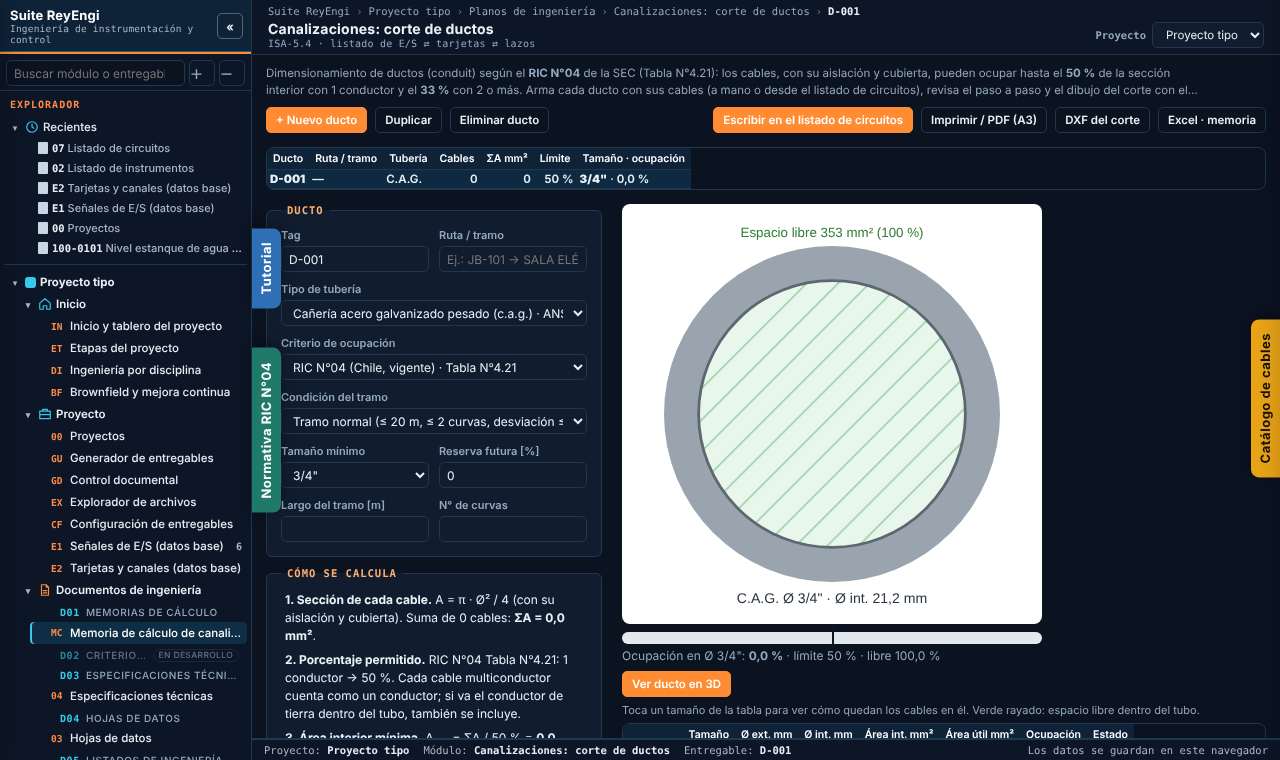 Suite ReyEngi
Ingeniería de instrumentación y control
«
Buscar módulo o entregabl
+
−
EXPLORADOR
Recientes
07 Listado de circuitos
02 Listado de instrumentos
E2 Tarjetas y canales (datos base)
E1 Señales de E/S (datos base)
00 Proyectos
100-0101 Nivel estanque de agua ...
Proyecto tipo
Inicio
IN Inicio y tablero del proyecto
ET Etapas del proyecto
DI Ingeniería por disciplina
BF Brownfield y mejora continua
Proyecto
00 Proyectos
GU Generador de entregables
GD Control documental
EX Explorador de archivos
CF Configuración de entregables
E1 Señales de E/S (datos base) 6
E2 Tarjetas y canales (datos base)
Documentos de ingeniería
D01 MEMORIAS DE CÁLCULO
MC Memoria de cálculo de canali...
D02 CRITERIO... EN DESARROLLO
D03 ESPECIFICACIONES TÉCNI...
04 Especificaciones técnicas
D04 HOJAS DE DATOS
03 Hojas de datos
D05 LISTADOS DE INGENIERÍA
Suite ReyEngi › Proyecto tipo › Planos de ingeniería › Canalizaciones: corte de ductos › D-001
Canalizaciones: corte de ductos
ISA-5.4 · listado de E/S ⇄ tarjetas ⇄ lazos
Proyecto
Proyecto tipo
Dimensionamiento de ductos (conduit) según el RIC N°04 de la SEC (Tabla N°4.21): los cables, con su aislación y cubierta, pueden ocupar hasta el 50 % de la sección
interior con 1 conductor y el 33 % con 2 o más. Arma cada ducto con sus cables (a mano o desde el listado de circuitos), revisa el paso a paso y el dibujo del corte con el...
+ Nuevo ducto
Duplicar
Eliminar ducto
Escribir en el listado de circuitos
Imprimir / PDF (A3)
DXF del corte
Excel · memoria
Ducto Ruta / tramo Tubería Cables ΣA mm² Límite Tamaño · ocupación
D-001 — C.A.G. 0 0 50 % 3/4" · 0,0 %
Tutorial
Normativa RIC N°04
DUCTO
Tag
Ruta / tramo
D-001
Ej.: JB-101 → SALA ELÉ
Tipo de tubería
Cañería acero galvanizado pesado (c.a.g.) · ANS
Criterio de ocupación
RIC N°04 (Chile, vigente) · Tabla N°4.21
Condición del tramo
Tramo normal (≤ 20 m, ≤ 2 curvas, desviación ≤
Tamaño mínimo
Reserva futura [%]
3/4"
0
Largo del tramo [m]
N° de curvas
CÓMO SE CALCULA
1. Sección de cada cable. A = π · Ø² / 4 (con su
aislación y cubierta). Suma de 0 cables: ΣA = 0,0
mm².
2. Porcentaje permitido. RIC N°04 Tabla N°4.21: 1
conductor → 50 %. Cada cable multiconductor
cuenta como un conductor; si va el conductor de
tierra dentro del tubo, también se incluye.
Espacio libre 353 mm² (100 %)
C.A.G. Ø 3/4" · Ø int. 21,2 mm
Ocupación en Ø 3/4": 0,0 % · límite 50 % · libre 100,0 %
Ver ducto en 3D
Toca un tamaño de la tabla para ver cómo quedan los cables en él. Verde rayado: espacio libre dentro del tubo.
Tamaño Ø ext. mm Ø int. mm Área int. mm² Área útil mm² Ocupación Estado
Catálogo de cables
Proyecto: Proyecto tipo Módulo: Canalizaciones: corte de ductos Entregable: D-001
Los datos se guardan en este navegador